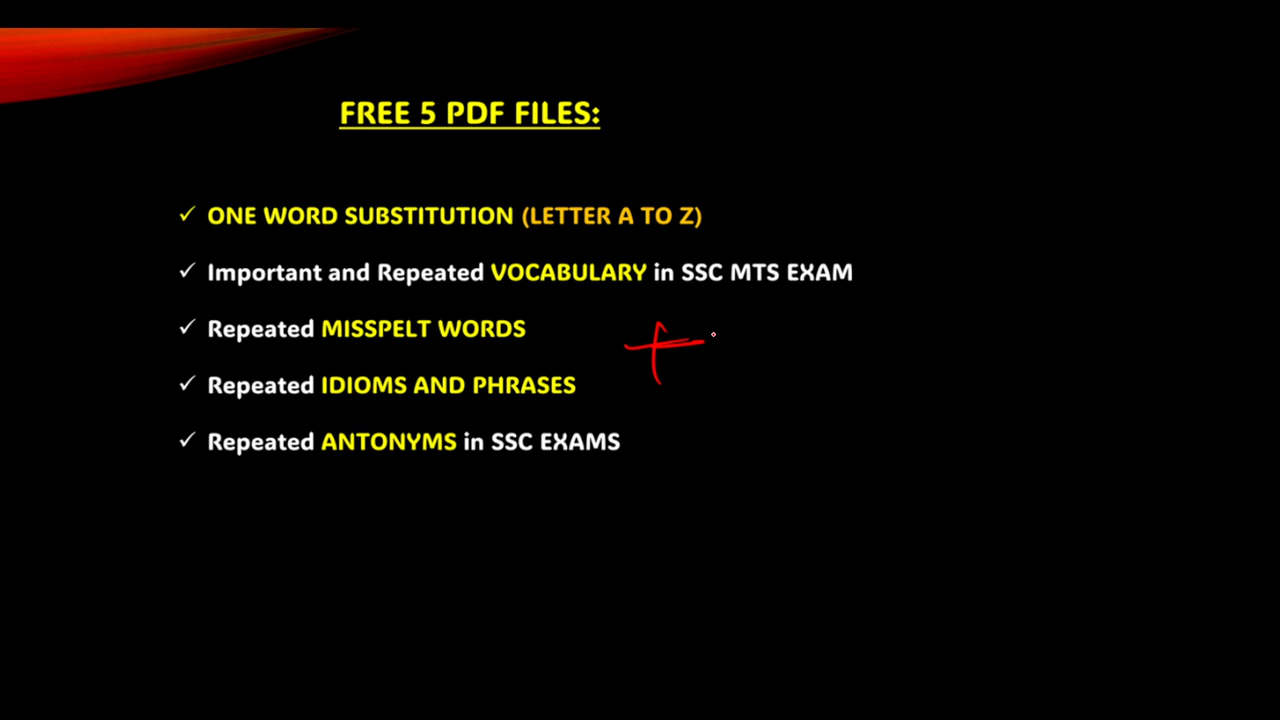 FREE 5 PDF FILES:
✓ ONE WORD SUBSTITUTION (LETTER A TO Z)
✓ Important and Repeated VOCABULARY in SSC MTS EXAM
✓ Repeated MISSPELT WORDS
✓ Repeated IDIOMS AND PHRASES
✓ Repeated ANTONYMS in SSC EXAMS